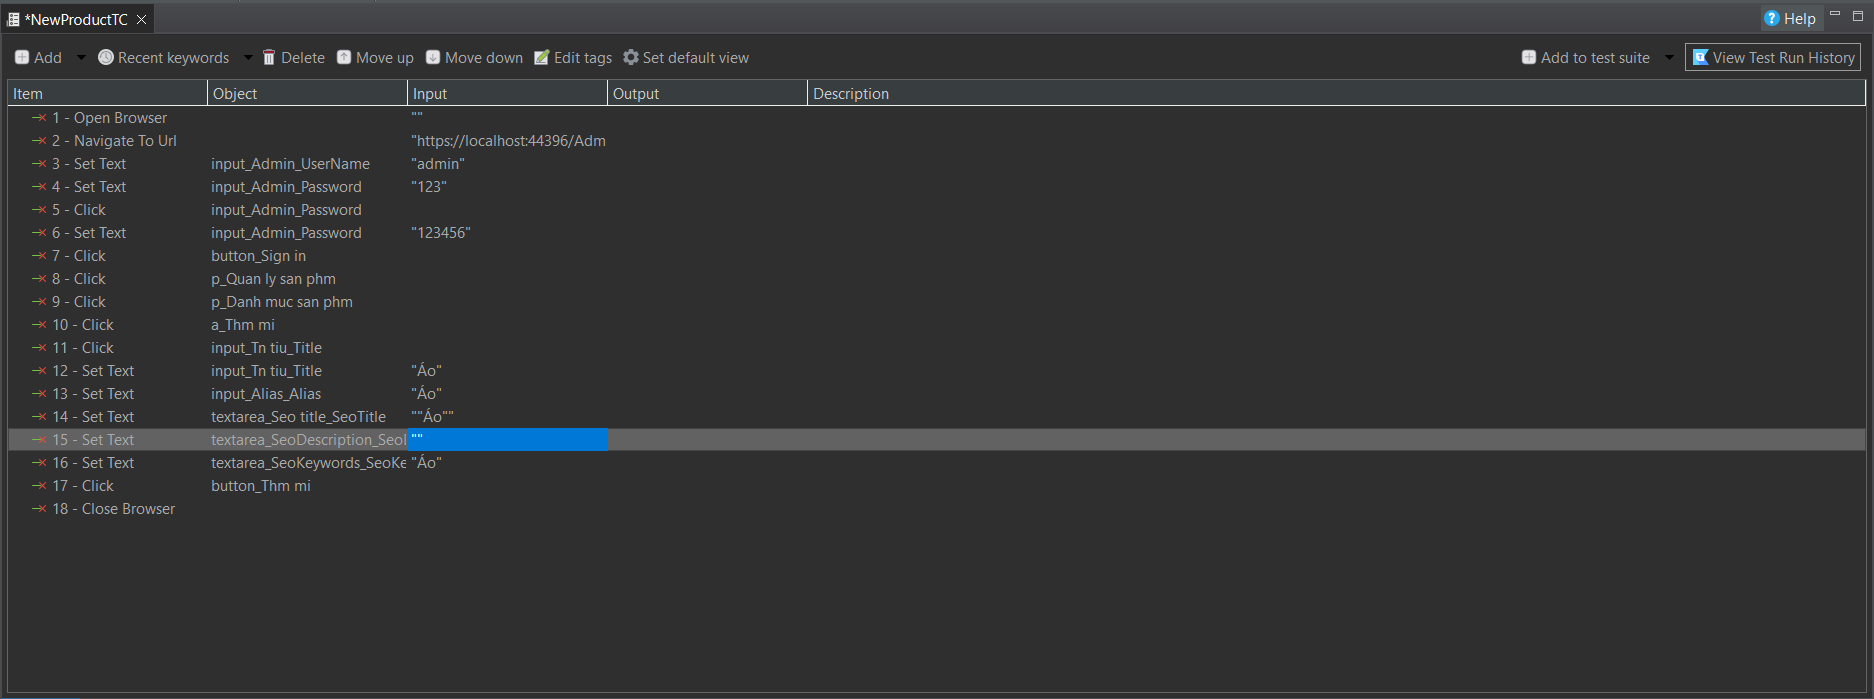 *NewProductTC
Help
Add Recent keywords Delete Move up Move down Edit tags Set default view Add to test suite View Test Run History
Item Object Input Output Description
1 - Open Browser ""
2 - Navigate To Url "https://localhost:44396/Adm
3 - Set Text input_Admin_UserName "admin"
4 - Set Text input_Admin_Password "123"
5 - Click input_Admin_Password
6 - Set Text input_Admin_Password "123456"
7 - Click button_Sign in
8 - Click p_Quan ly san phm
9 - Click p_Danh muc san phm
10 - Click a_Thm mi
11 - Click input_Tn tiu_Title
12 - Set Text input_Tn tiu_Title "Áo"
13 - Set Text input_Alias_Alias "Áo"
14 - Set Text textarea_Seo title_SeoTitle ""Áo""
15 - Set Text textarea_SeoDescription_Seo ""
16 - Set Text textarea_SeoKeywords_SeoKe "Áo"
17 - Click button_Thm mi
18 - Close Browser